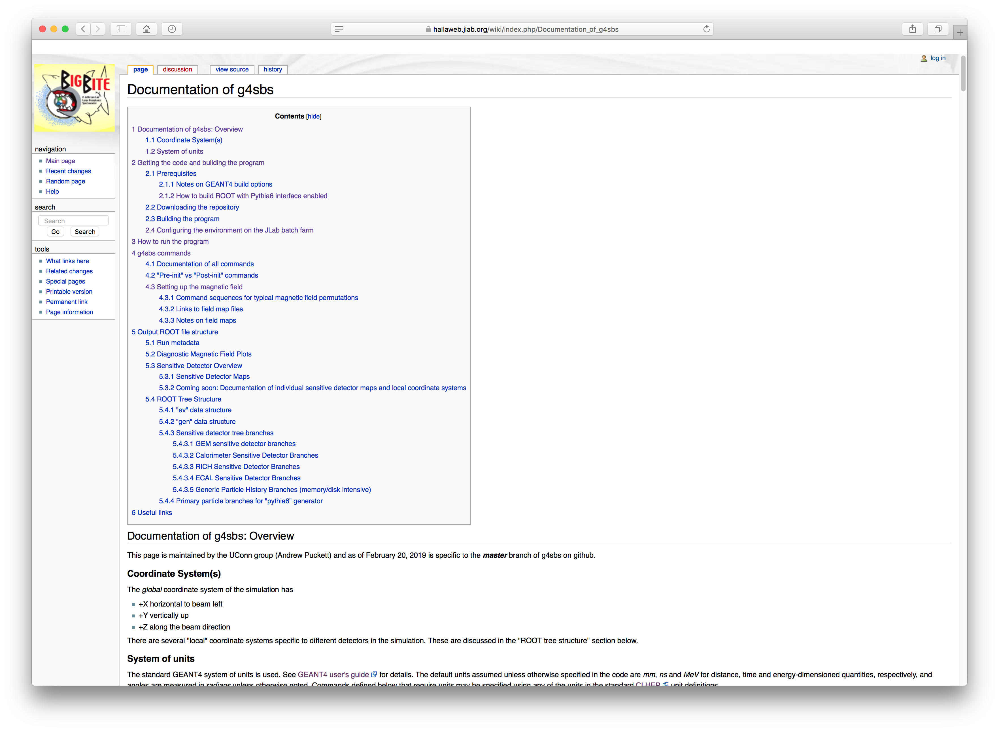 hallaweb.jlab.org/wiki/index.php/Documentation_of_g4sbs
log in
page discussion view source history
BIGBITE
Documentation of g4sbs
Contents [hide]
1 Documentation of g4sbs: Overview
1.1 Coordinate System(s)
1.2 System of units
2 Getting the code and building the program
2.1 Prerequisites
2.1.1 Notes on GEANT4 build options
2.1.2 How to build ROOT with Pythia6 interface enabled
2.2 Downloading the repository
2.3 Building the program
2.4 Configuring the environment on the JLab batch farm
3 How to run the program
4 g4sbs commands
4.1 Documentation of all commands
4.2 "Pre-init" vs "Post-init" commands
4.3 Setting up the magnetic field
4.3.1 Command sequences for typical magnetic field permutations
4.3.2 Links to field map files
4.3.3 Notes on field maps
5 Output ROOT file structure
5.1 Run metadata
5.2 Diagnostic Magnetic Field Plots
5.3 Sensitive Detector Overview
5.3.1 Sensitive Detector Maps
5.3.2 Coming soon: Documentation of individual sensitive detector maps and local coordinate systems
5.4 ROOT Tree Structure
5.4.1 "ev" data structure
5.4.2 "gen" data structure
5.4.3 Sensitive detector tree branches
5.4.3.1 GEM sensitive detector branches
5.4.3.2 Calorimeter Sensitive Detector Branches
5.4.3.3 RICH Sensitive Detector Branches
5.4.3.4 ECAL Sensitive Detector Branches
5.4.3.5 Generic Particle History Branches (memory/disk intensive)
5.4.4 Primary particle branches for "pythia6" generator
6 Useful links
navigation
Main page
Recent changes
Random page
Help
search
Search
Go Search
tools
What links here
Related changes
Special pages
Printable version
Permanent link
Page information
Documentation of g4sbs: Overview
This page is maintained by the UConn group (Andrew Puckett) and as of February 20, 2019 is specific to the master branch of g4sbs on github.
Coordinate System(s)
The global coordinate system of the simulation has
+X horizontal to beam left
+Y vertically up
+Z along the beam direction
There are several "local" coordinate systems specific to different detectors in the simulation. These are discussed in the "ROOT tree structure" section below.
System of units
The standard GEANT4 system of units is used. See GEANT4 user's guide for details. The default units assumed unless otherwise specified in the code are mm, ns and MeV for distance, time and energy-dimensioned quantities, respectively, and
angles are measured in radians unless otherwise noted. Commands defined below that require units may be specified using any of the units in the standard CLHEP unit definitions.